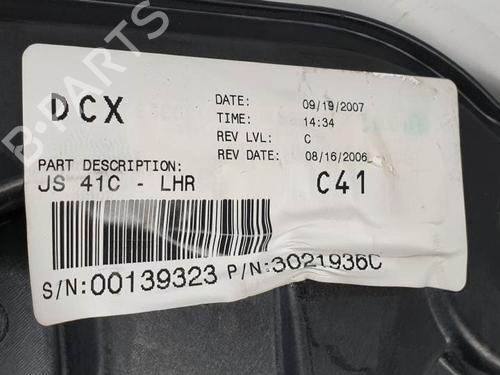 DCX
DATE: 09/19/2007
TIME: 14:34
REV LVL: C
REV DATE: 08/16/2006
PART DESCRIPTION:
JS 41C - LHR
C41
S/N:00139323 P/N:3021936C
B-PARTS